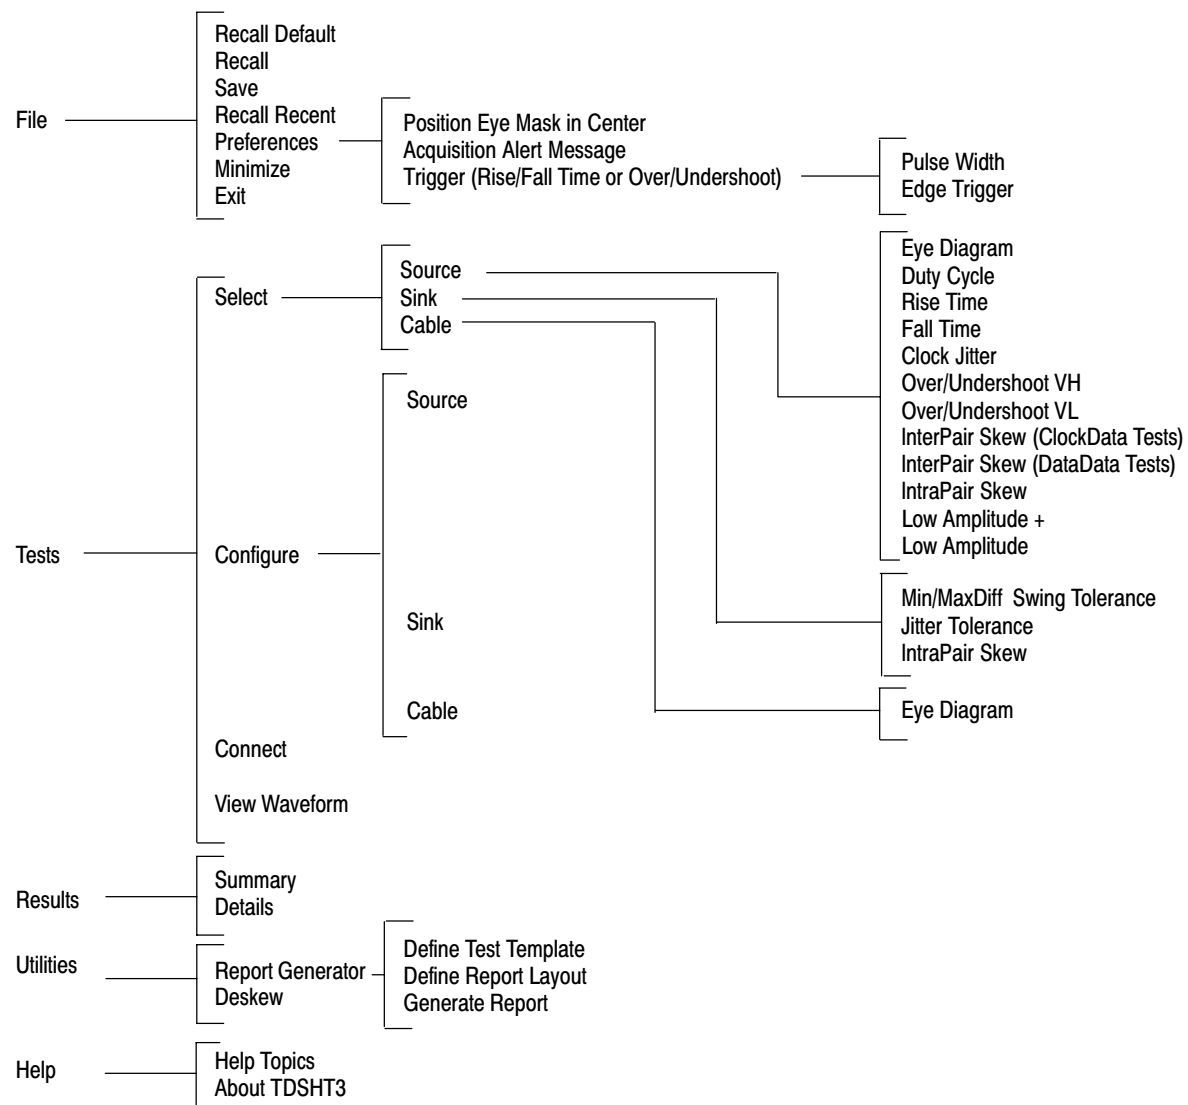 File
Recall Default
Recall
Save
Recall Recent
Preferences
Minimize
Exit
Position Eye Mask in Center
Acquisition Alert Message
Trigger (Rise/Fall Time or Over/Undershoot)
Pulse Width
Edge Trigger
Tests
Select
Source
Sink
Cable
Eye Diagram
Duty Cycle
Rise Time
Fall Time
Clock Jitter
Over/Undershoot VH
Over/Undershoot VL
InterPair Skew (ClockData Tests)
InterPair Skew (DataData Tests)
IntraPair Skew
Low Amplitude +
Low Amplitude
Min/MaxDiff Swing Tolerance
Jitter Tolerance
IntraPair Skew
Eye Diagram
Configure
Source
Sink
Cable
Connect
View Waveform
Results
Summary
Details
Utilities
Report Generator
Deskew
Define Test Template
Define Report Layout
Generate Report
Help
Help Topics
About TDSHT3